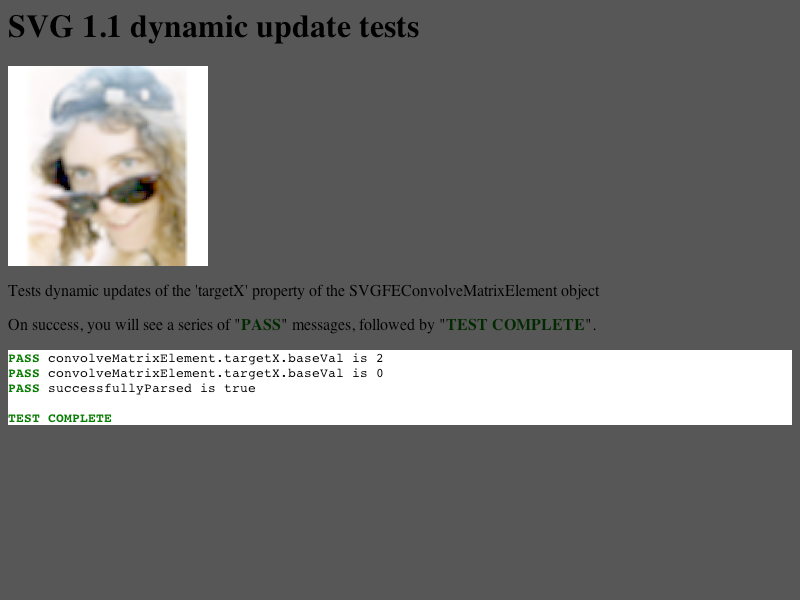 SVG 1.1 dynamic update tests
Tests dynamic updates of the 'targetX' property of the SVGFEConvolveMatrixElement object
On success, you will see a series of "PASS" messages, followed by "TEST COMPLETE".
PASS convolveMatrixElement.targetX.baseVal is 2
PASS convolveMatrixElement.targetX.baseVal is 0
PASS successfullyParsed is true
TEST COMPLETE